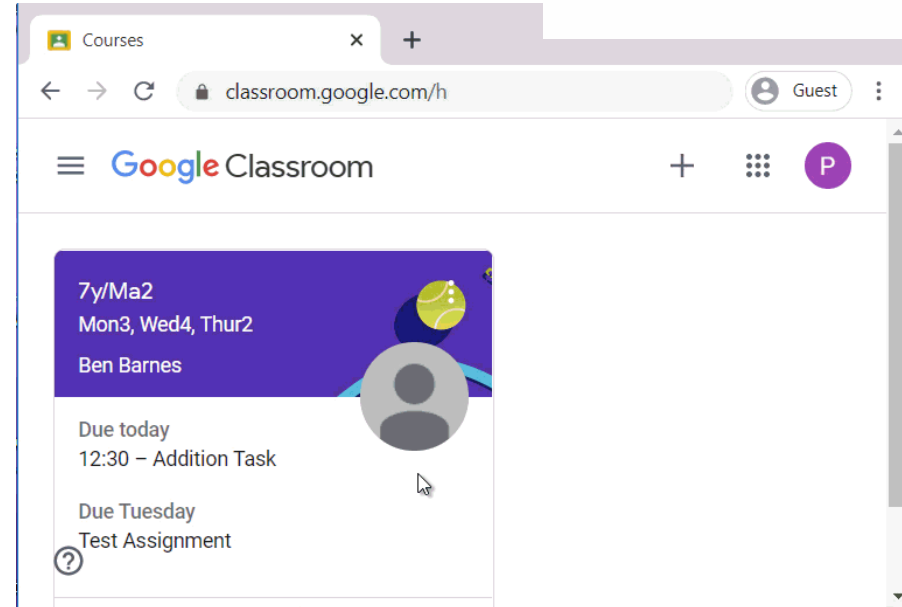 Courses
classroom.google.com/h
Guest
Google Classroom
P
7y/Ma2
Mon3, Wed4, Thur2
Ben Barnes
Due today
12:30 – Addition Task
Due Tuesday
Test Assignment